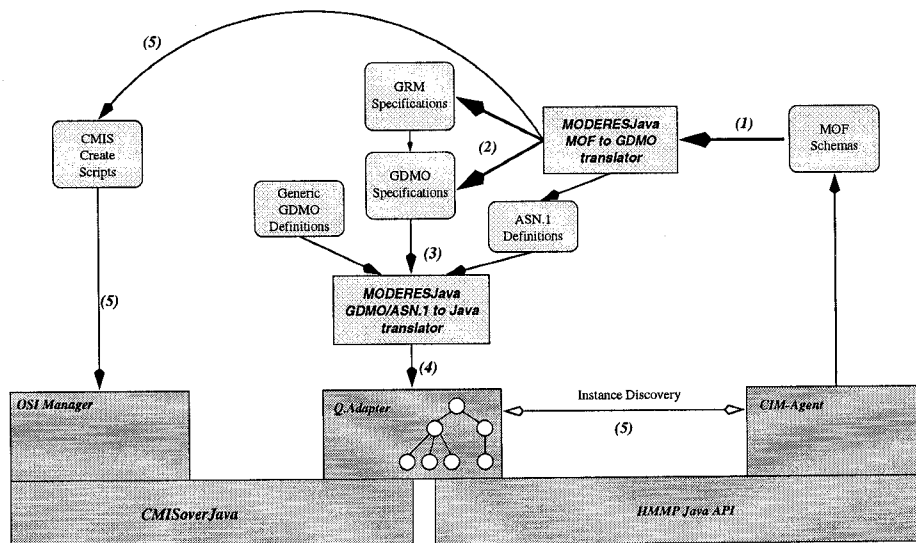 (5)
GRM
Specifications
MODERESJava
MOF to GDMO
translator
(1)
MOF
Schemas
CMIS
Create
Scripts
(2)
GDMO
Specifications
Generic
GDMO
Definitions
ASN.1
Definitions
(3)
MODERESJava
GDMO/ASN.1 to Java
translator
(5)
(4)
OSI Manager
Q.Adapter
Instance Discovery
(5)
CIM-Agent
CMISoverJava
HMMP Java API